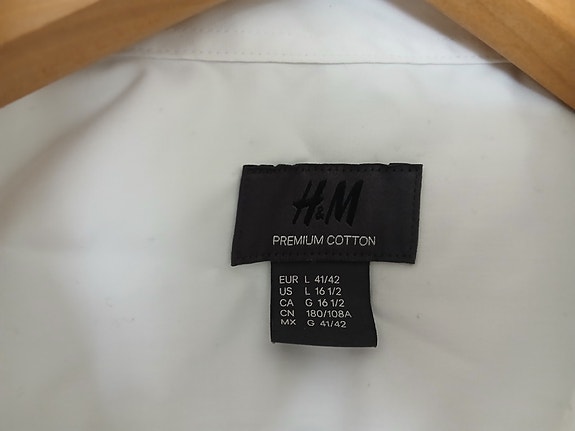 H&M
PREMIUM COTTON
EUR L 41/42
US L 16 1/2
CA G 16 1/2
CN 180/108A
MX G 41/42